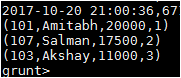 2017-10-20 21:00:36,67
(101,Amitabh,20000,1)
(107,Salman,17500,2)
(103,Akshay,11000,3)
grunt>